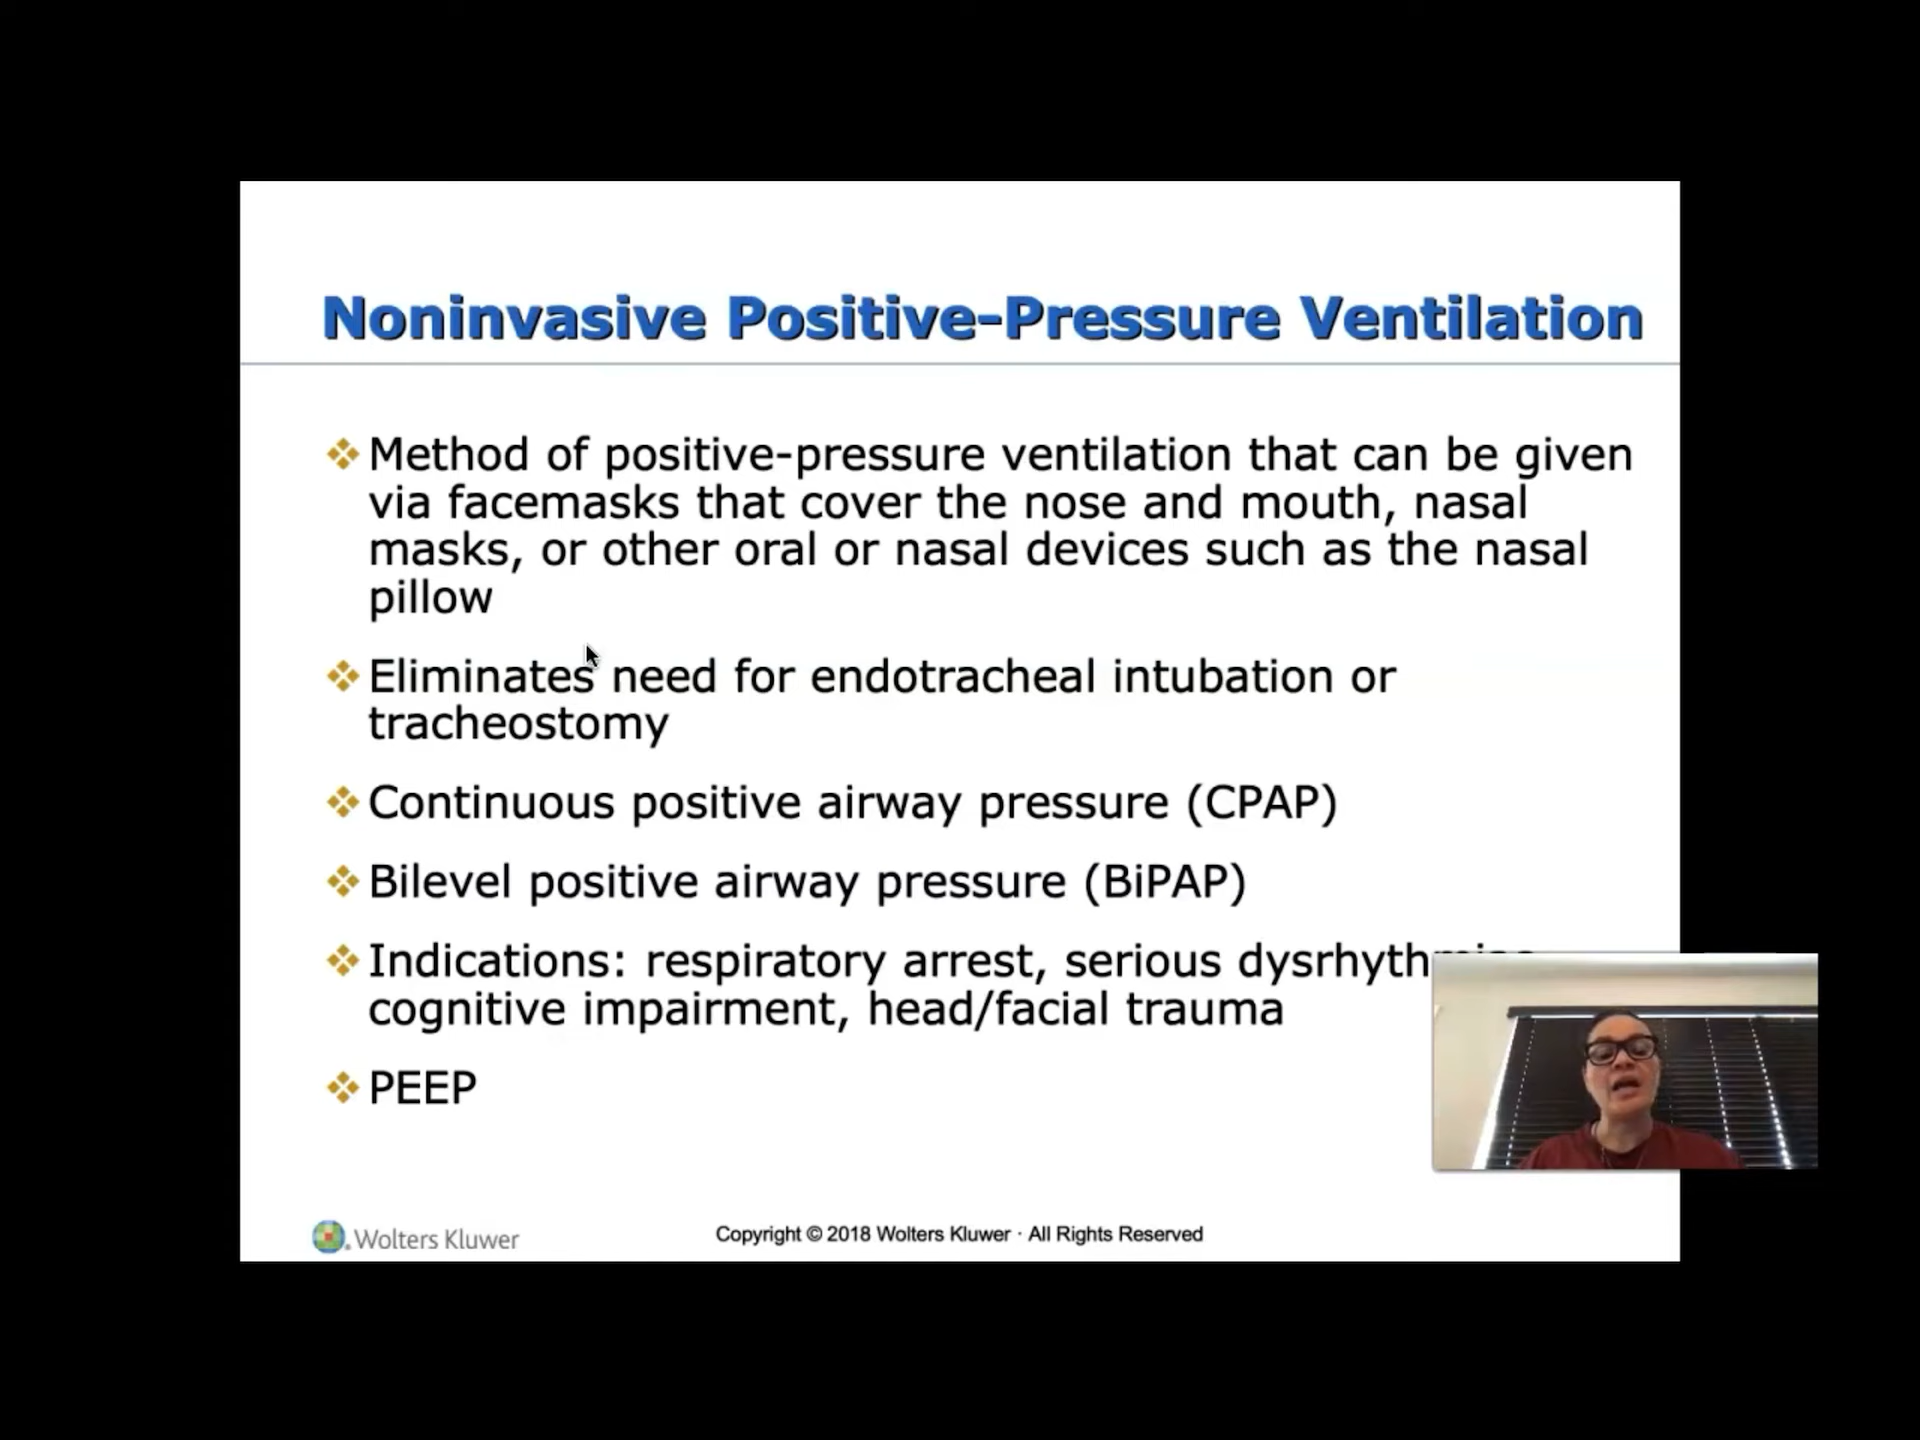 Noninvasive Positive-Pressure Ventilation
❖ Method of positive-pressure ventilation that can be given
via facemasks that cover the nose and mouth, nasal
masks, or other oral or nasal devices such as the nasal
pillow
❖ Eliminates need for endotracheal intubation or
tracheostomy
❖ Continuous positive airway pressure (CPAP)
❖ Bilevel positive airway pressure (BiPAP)
❖ Indications: respiratory arrest, serious
cognitive impairment, head/facial trauma
❖ PEEP
Wolters Kluwer
Copyright © 2018 Wolters Kluwer · All Rights Reserved